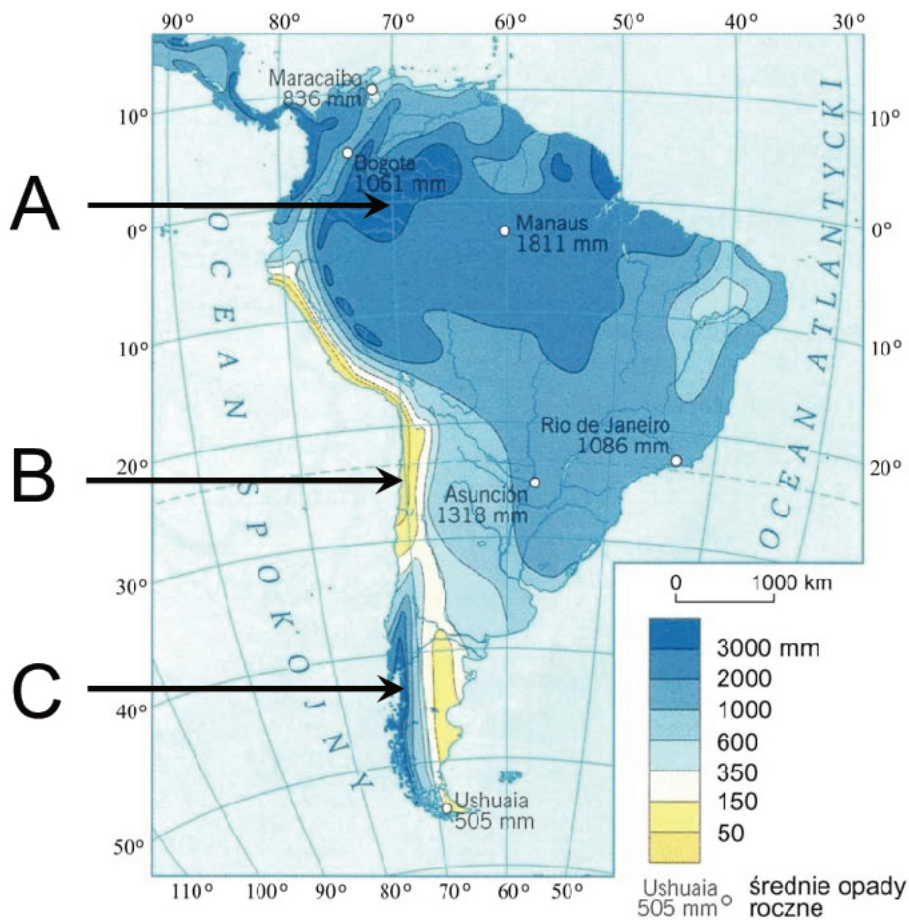 90° 80° 70° 60° 50° 40° 30°
Maracaibo
836 mm
10° 10°
Bogota
1061 mm
A
Manaus
1811 mm
0° 0°
10° 10°
Rio de Janeiro
1086 mm
20° 20°
B
Asunción
1318 mm
OCEAN SPOKOJNY
OCEAN ATLANTYCKI
30°
0 1000 km
C
40°
3000 mm
2000
1000
600
350
150
50
Ushuaia
505 mm
50°
110° 100° 90° 80° 70° 60° 50° 40°
Ushuaia
505 mm
średnie opady
roczne